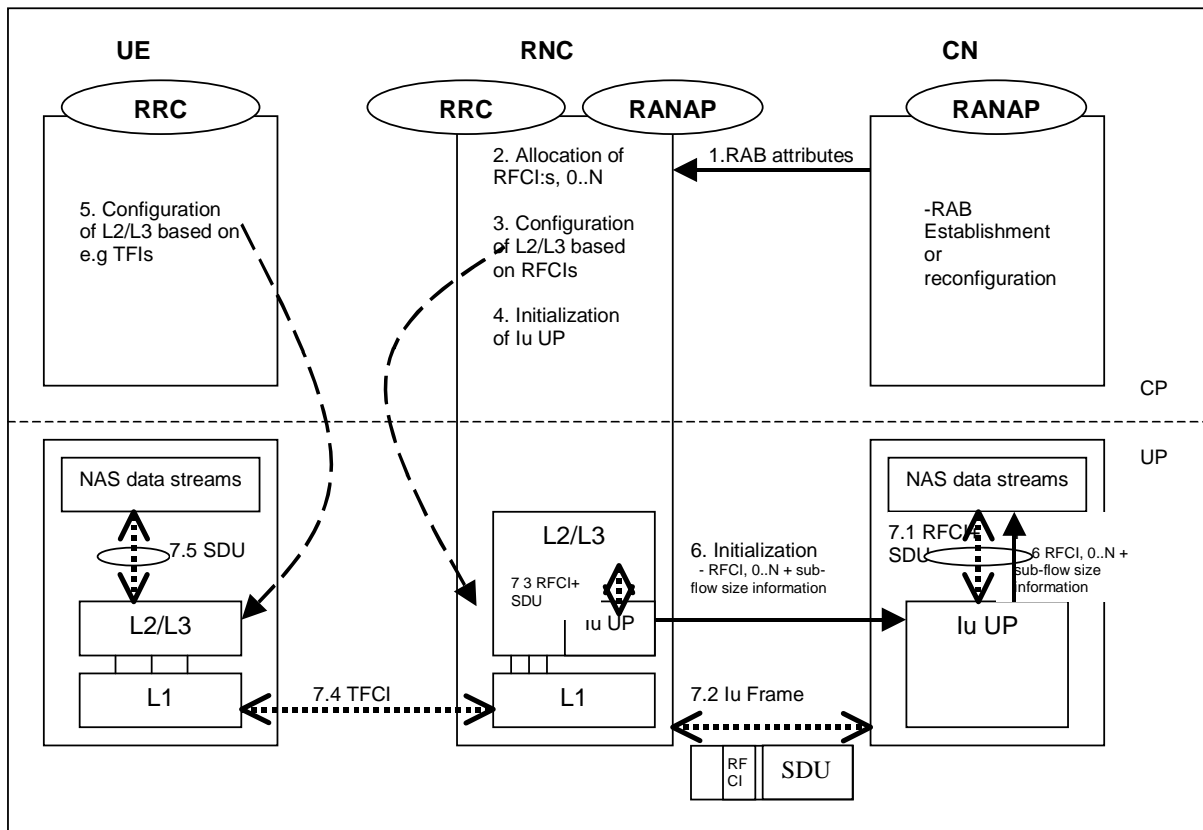 UE
RNC
CN
RRC
RRC
RANAP
RANAP
5. Configuration
of L2/L3 based on
e.g TFIs
2. Allocation of
RFCI:s, 0..N
3. Configuration
of L2/L3 based
on RFCIs
4. Initialization
of Iu UP
1.RAB attributes
-RAB
Establishment
or
reconfiguration
CP
UP
NAS data streams
7.5 SDU
L2/L3
L1
7.4 TFCI
L2/L3
7 3 RFCI+
SDU
Iu UP
L1
6. Initialization
- RFCI, 0..N + sub-
flow size information
7.2 Iu Frame
RF
CI
SDU
NAS data streams
7.1 RFCI+
SDU
6 RFCI, 0..N +
sub-flow size
information
Iu UP